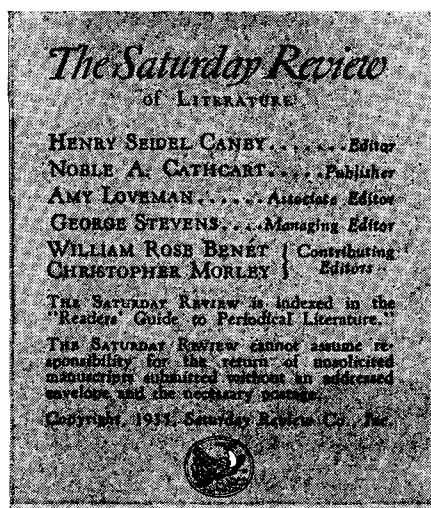 The Saturday Review
of LITERATURE
HENRY SEIDEL CANBY.......Editor
NOBLE A. CATHCART.....Publisher
AMY LOVEMAN......Associate Editor
GEORGE STEVENS....Managing Editor
WILLIAM ROSE BENÉT } Contributing
CHRISTOPHER MORLEY } Editors
THE SATURDAY REVIEW is indexed in the
"Readers' Guide to Periodical Literature."
THE SATURDAY REVIEW cannot assume re-
sponsibility for the return of unsolicited
manuscripts submitted without an addressed
envelope and the necessary postage.
Copyright, 1935, Saturday Review Co., Inc.